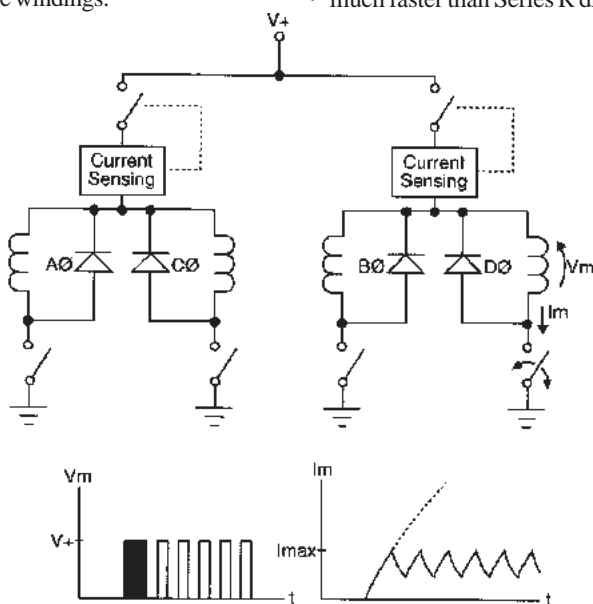 c windings.
much faster than Series R d
V+
Current
Sensing
Current
Sensing
AØ
CØ
BØ
DØ
Vm
Im
Vm
V+
t
Im
Imax
t